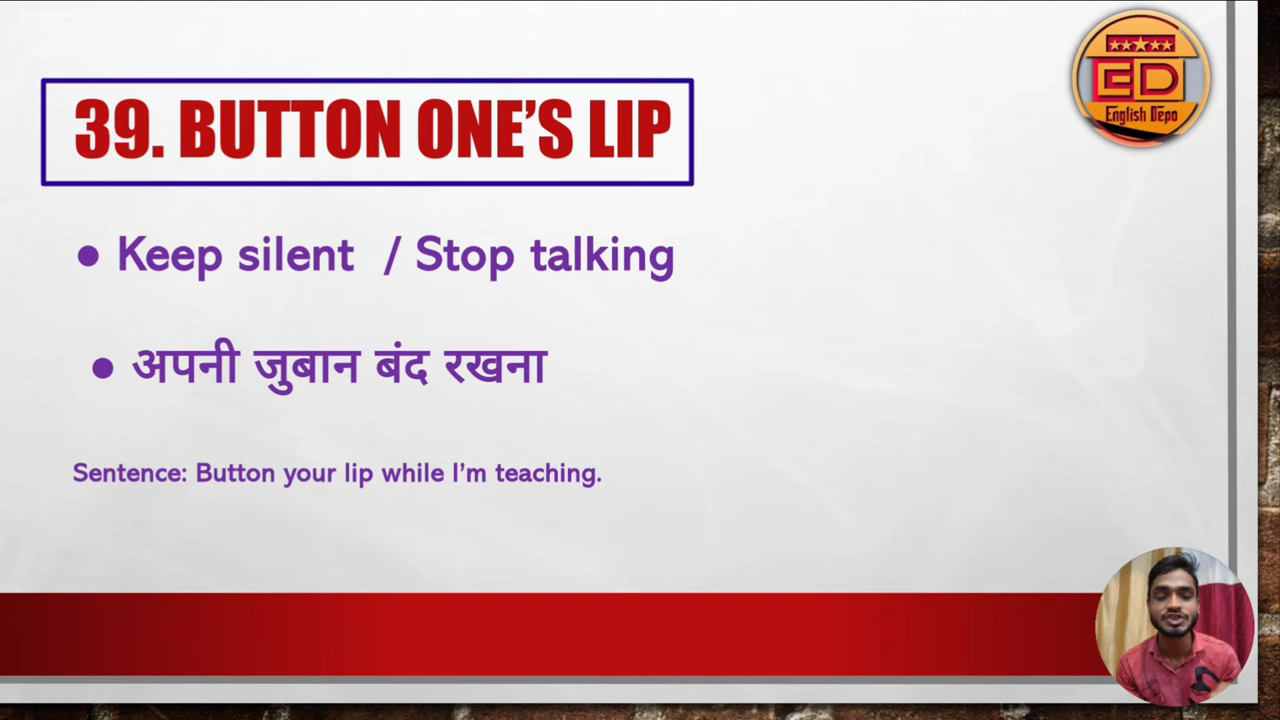 39. BUTTON ONE’S LIP
ED
English Depo
• Keep silent / Stop talking
• अपनी जुबान बंद रखना
Sentence: Button your lip while I’m teaching.